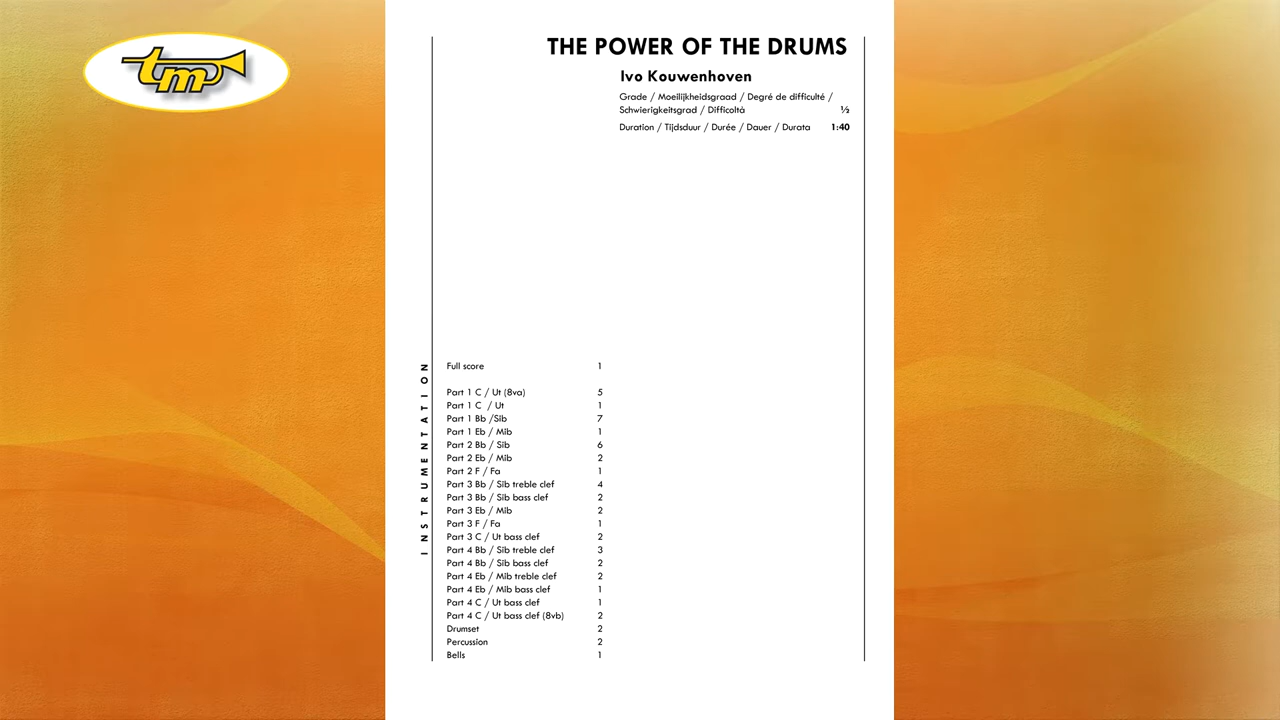 tm
THE POWER OF THE DRUMS
Ivo Kouwenhoven
Grade / Moeilijkheidsgraad / Degré de difficulté /
Schwierigkeitsgrad / Difficoltà ½
Duration / Tijdsduur / Durée / Dauer / Durata 1:40
INSTRUMENTATION
Full score 1
Part 1 C / Ut (8va) 5
Part 1 C / Ut 1
Part 1 Bb /Sib 7
Part 1 Eb / Mib 1
Part 2 Bb / Sib 6
Part 2 Eb / Mib 2
Part 2 F / Fa 1
Part 3 Bb / Sib treble clef 4
Part 3 Bb / Sib bass clef 2
Part 3 Eb / Mib 2
Part 3 F / Fa 1
Part 3 C / Ut bass clef 2
Part 4 Bb / Sib treble clef 3
Part 4 Bb / Sib bass clef 2
Part 4 Eb / Mib treble clef 2
Part 4 Eb / Mib bass clef 1
Part 4 C / Ut bass clef 1
Part 4 C / Ut bass clef (8vb) 2
Drumset 2
Percussion 2
Bells 1